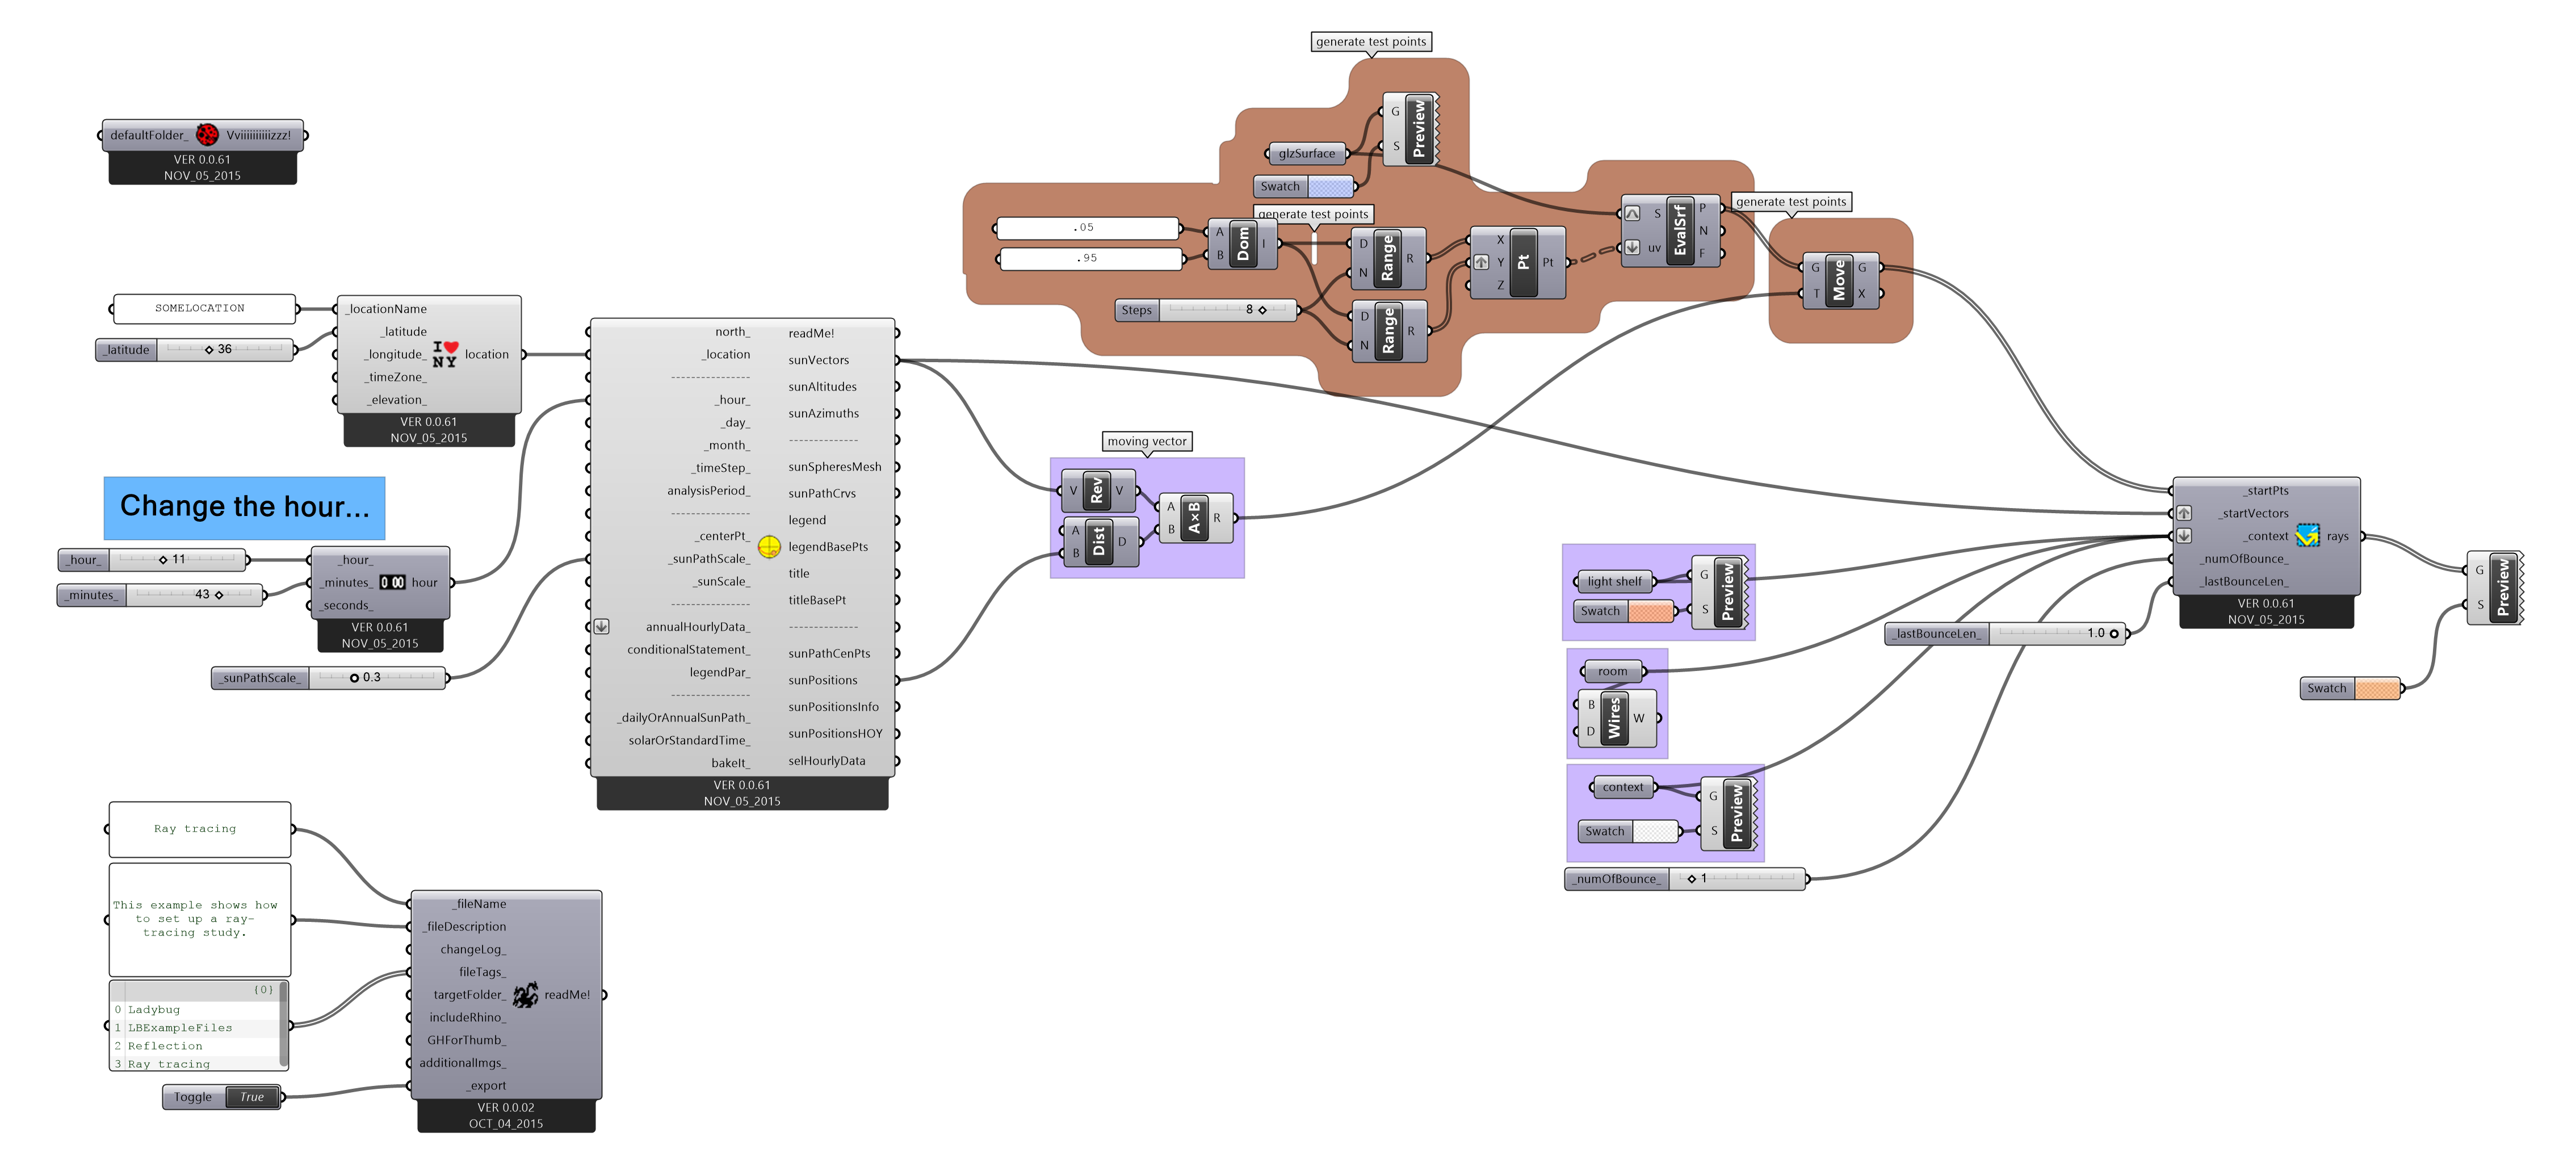 generate test points
G
S
Preview
glzSurface
Swatch
defaultFolder_
Vviiiiiiiiiizzz!
VER 0.0.61
NOV_05_2015
generate test points
.05
.95
A
B
Dom
I
D
N
Range
R
D
N
Range
R
Steps
8
X
Y
Z
Pt
Pt
S
uv
EvalSrf
P
N
F
generate test points
G
T
Move
G
X
SOMELOCATION
_latitude
36
_locationName
_latitude
_longitude_
_timeZone_
_elevation_
I
NY
location
VER 0.0.61
NOV_05_2015
Change the hour...
_hour_
11
_minutes_
43
_hour_
_minutes_
_seconds_
0 00
hour
VER 0.0.61
NOV_05_2015
_sunPathScale_
0.3
north_
_location
---------------
_hour_
_day_
_month_
_timeStep_
analysisPeriod_
---------------
_centerPt_
_sunPathScale_
_sunScale_
---------------
annualHourlyData_
conditionalStatement_
legendPar_
---------------
_dailyOrAnnualSunPath_
solarOrStandardTime_
bakeIt_
readMe!
sunVectors
sunAltitudes
sunAzimuths
-------------
sunSpheresMesh
sunPathCrvs
legend
legendBasePts
title
titleBasePt
-------------
sunPathCenPts
sunPositions
sunPositionsInfo
sunPositionsHOY
selHourlyData
VER 0.0.61
NOV_05_2015
moving vector
V
Rev
V
A
B
Dist
D
A
B
A×B
R
light shelf
Swatch
G
S
Preview
room
B
D
Wires
W
context
Swatch
G
S
Preview
_numOfBounce_
1
_lastBounceLen_
1.0
_startPts
_startVectors
_context
_numOfBounce_
_lastBounceLen_
rays
VER 0.0.61
NOV_05_2015
G
S
Preview
Swatch
Ray tracing
This example shows how
to set up a ray-
tracing study.
{0}
0 Ladybug
1 LBExampleFiles
2 Reflection
3 Ray tracing
Toggle
True
_fileName
_fileDescription
changeLog_
fileTags_
targetFolder_
includeRhino_
GHForThumb_
additionalImgs_
_export
readMe!
VER 0.0.02
OCT_04_2015